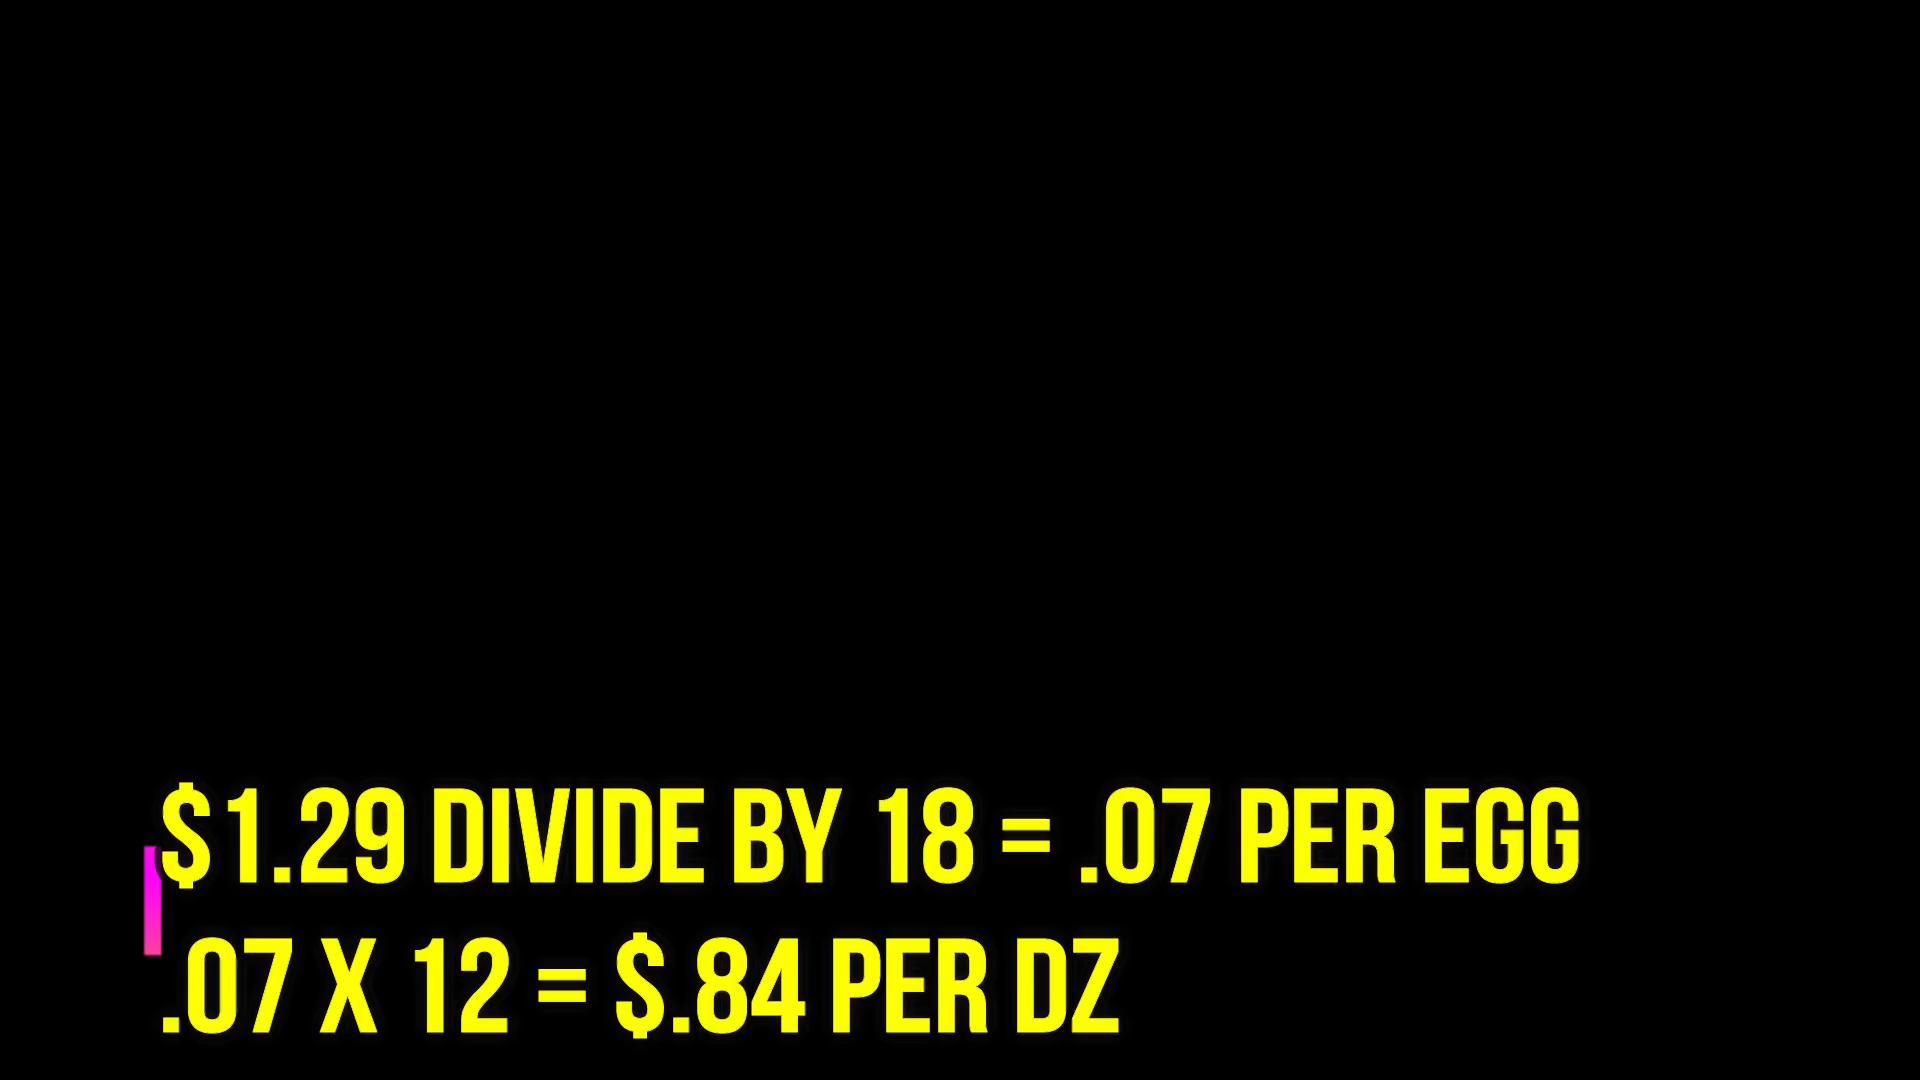 $1.29 DIVIDE BY 18 = .07 PER EGG
.07 X 12 = $.84 PER DZ